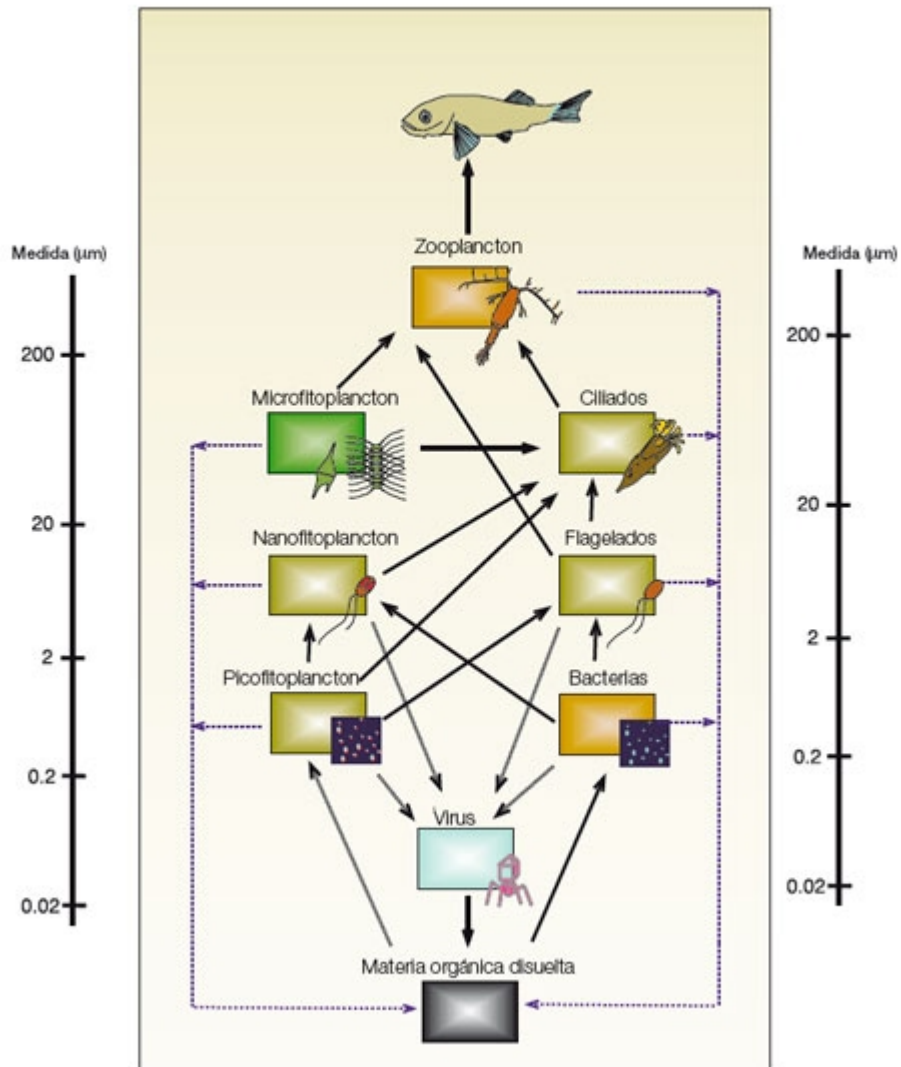 Zooplancton
Medida (µm)
Medida (µm)
200
200
Microfitoplancton
Ciliados
20
20
Nanofitoplancton
Flagelados
2
2
Picofitoplancton
Bacterias
0.2
0.2
Virus
0.02
0.02
Materia orgánica disuelta